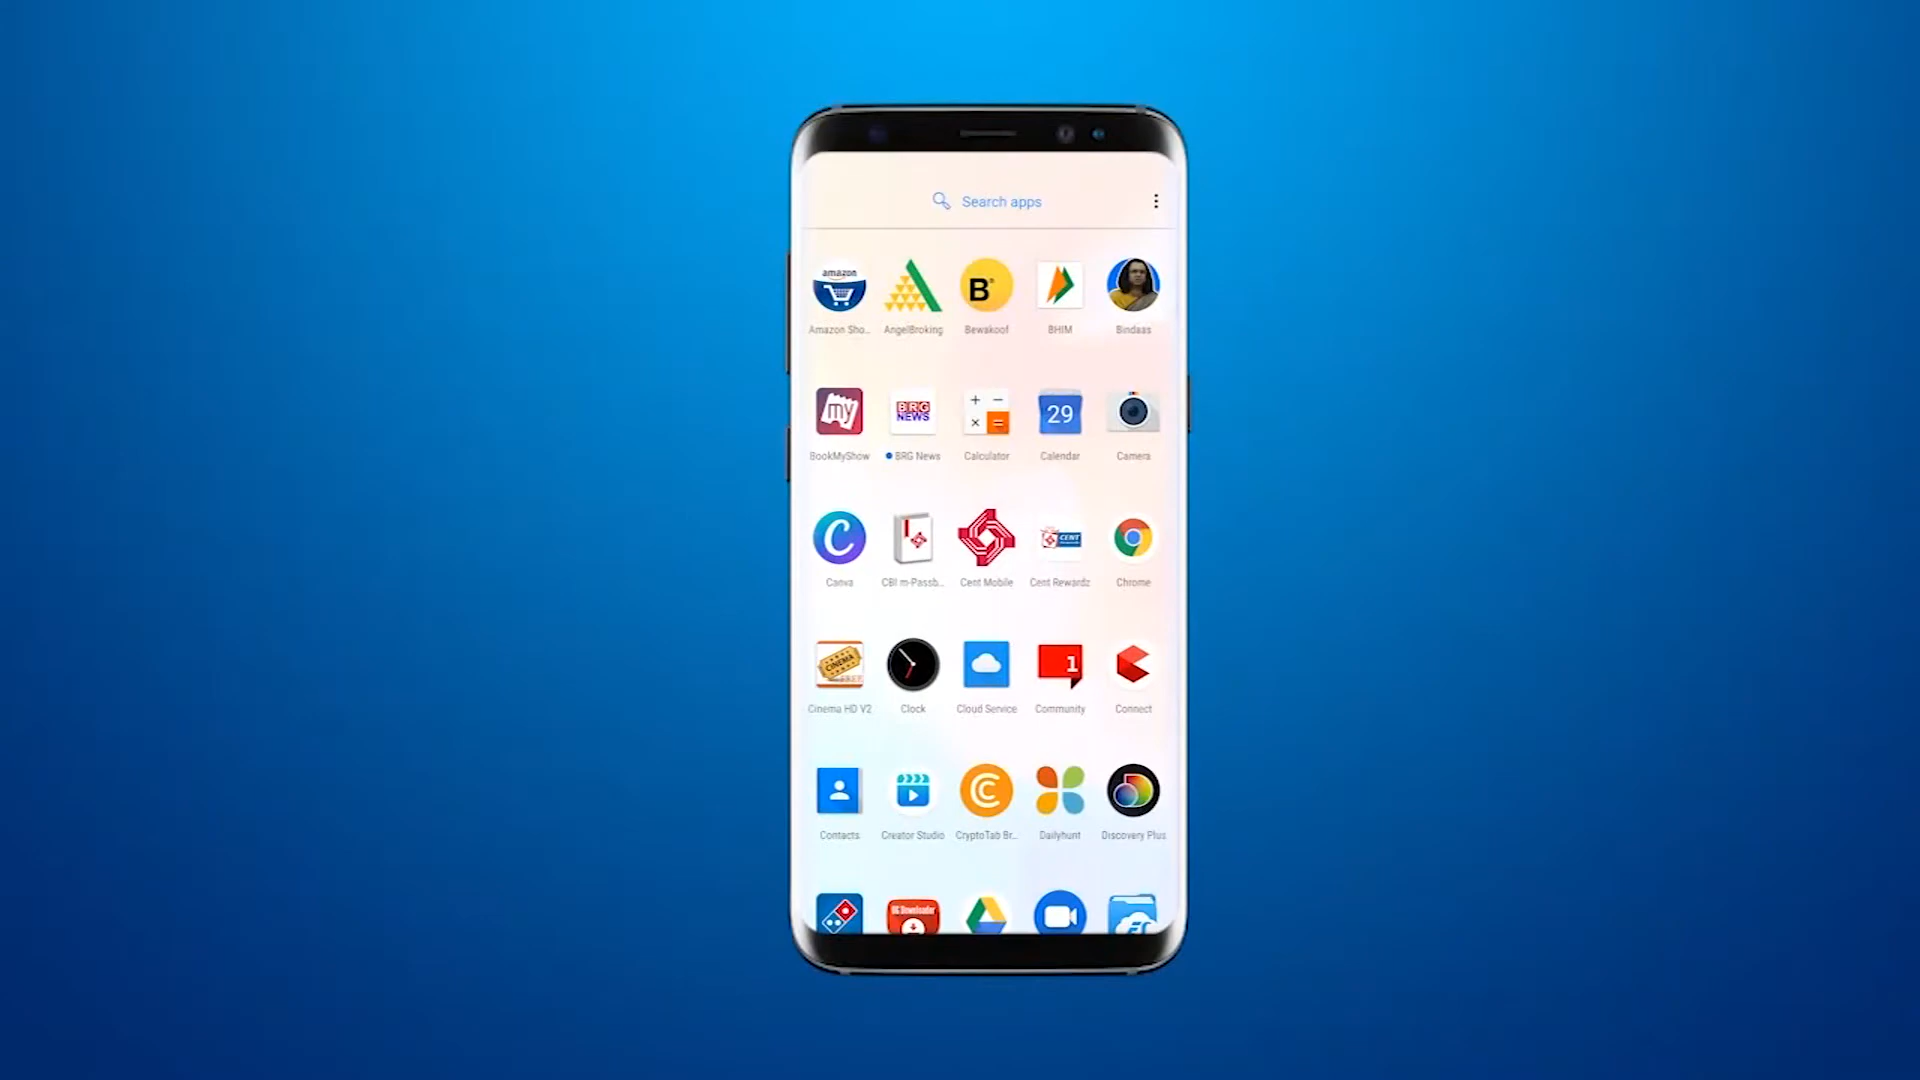 Search apps
amazon
B
Amazon Sho...
AngelBroking
Bewakoof
BHIM
Bindaas
my
BRG
NEWS
+ −
× =
29
BookMyShow
BRG News
Calculator
Calendar
Camera
C
CENT
Canva
CBI m-Passb...
Cent Mobile
Cent Rewardz
Chrome
CINEMA
1
Cinema HD V2
Clock
Cloud Service
Community
Connect
C
Contacts
Creator Studio
CryptoTab Br...
Dailyhunt
Discovery Plus
Downloader